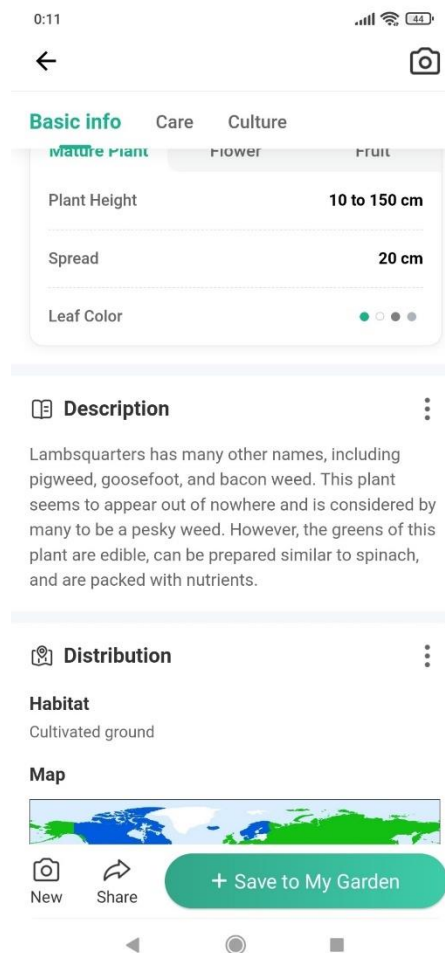 0:11
44
Basic info Care Culture
Mature Plant Flower Fruit
Plant Height 10 to 150 cm
Spread 20 cm
Leaf Color
Description
Lambsquarters has many other names, including
pigweed, goosefoot, and bacon weed. This plant
seems to appear out of nowhere and is considered by
many to be a pesky weed. However, the greens of this
plant are edible, can be prepared similar to spinach,
and are packed with nutrients.
Distribution
Habitat
Cultivated ground
Map
New Share + Save to My Garden